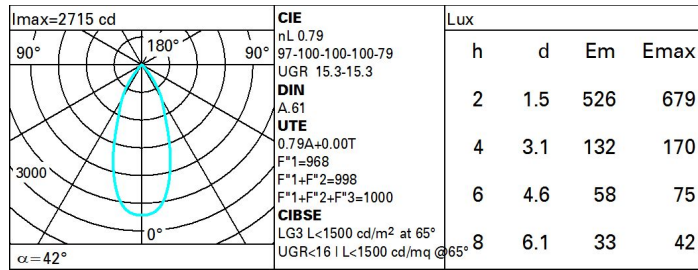 Imax=2715 cd
90° 180° 90°
3000
0°
α=42°
CIE
nL 0.79
97-100-100-100-79
UGR 15.3-15.3
DIN
A.61
UTE
0.79A+0.00T
F"1=968
F"1+F"2=998
F"1+F"2+F"3=1000
CIBSE
LG3 L<1500 cd/m² at 65°
UGR<16 | L<1500 cd/mq @65°
Lux
h d Em Emax
2 1.5 526 679
4 3.1 132 170
6 4.6 58 75
8 6.1 33 42